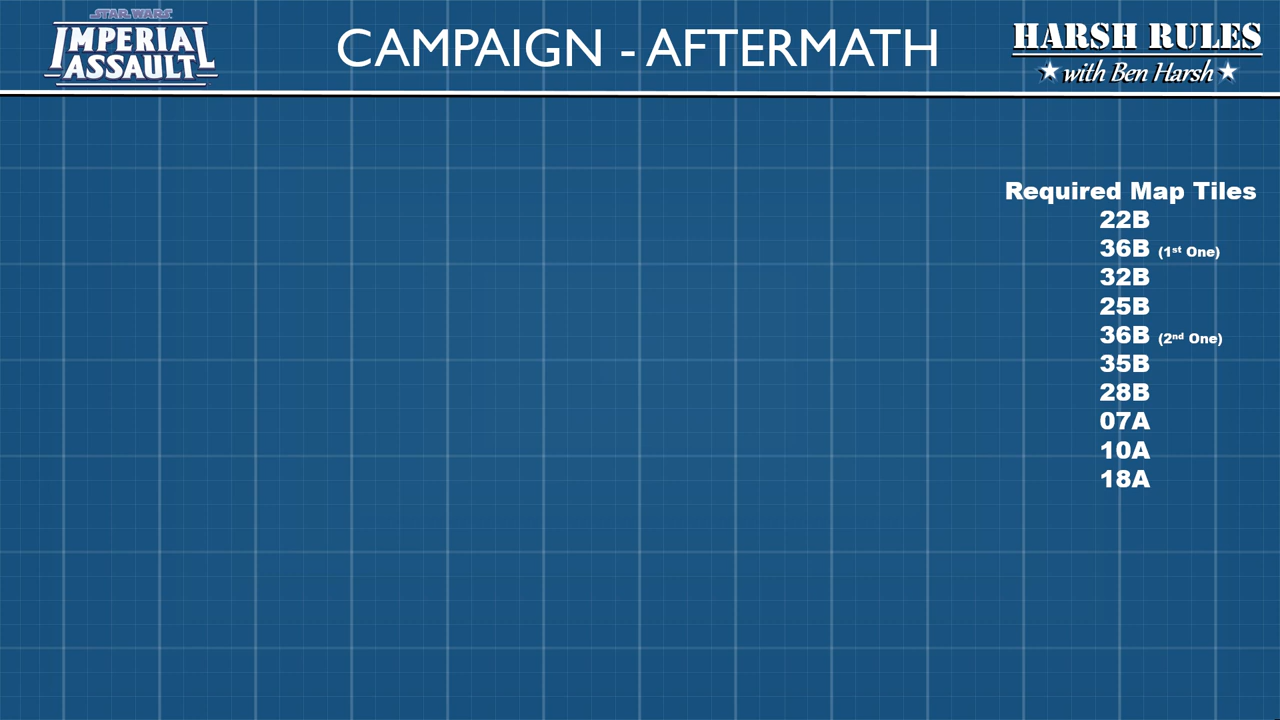 STAR WARS
IMPERIAL
ASSAULT
CAMPAIGN - AFTERMATH
HARSH RULES
with Ben Harsh
Required Map Tiles
22B
36B (1st One)
32B
25B
36B (2nd One)
35B
28B
07A
10A
18A